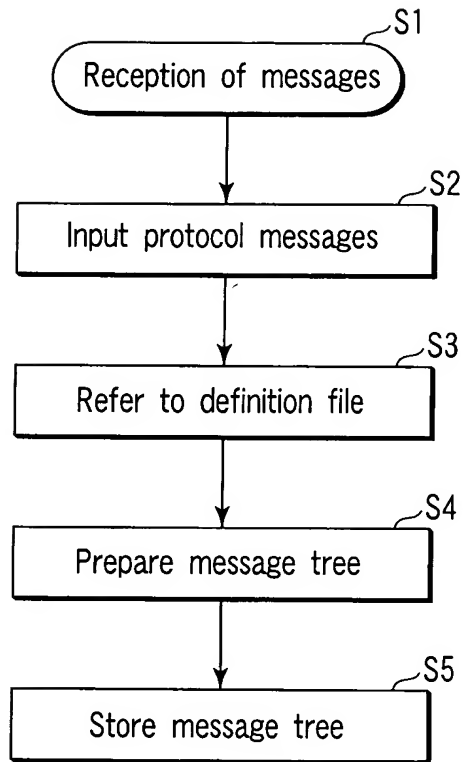 S1
Reception of messages
S2
Input protocol messages
S3
Refer to definition file
S4
Prepare message tree
S5
Store message tree